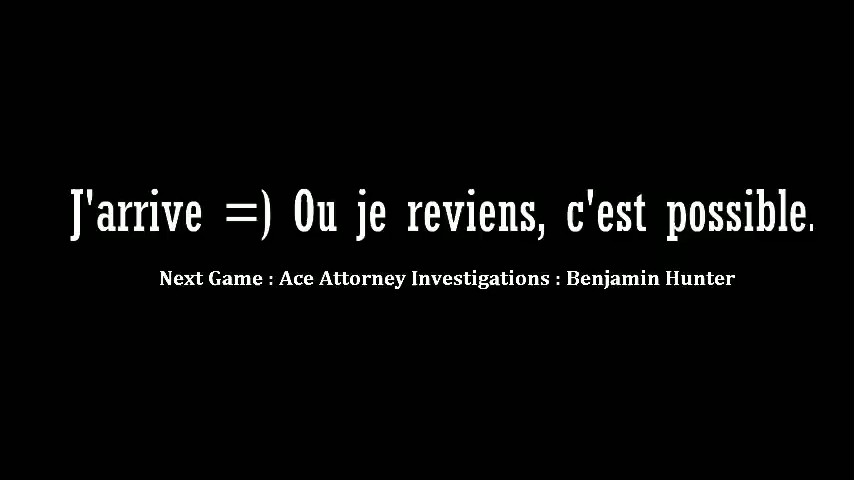 J'arrive =) Ou je reviens, c'est possible.
Next Game : Ace Attorney Investigations : Benjamin Hunter